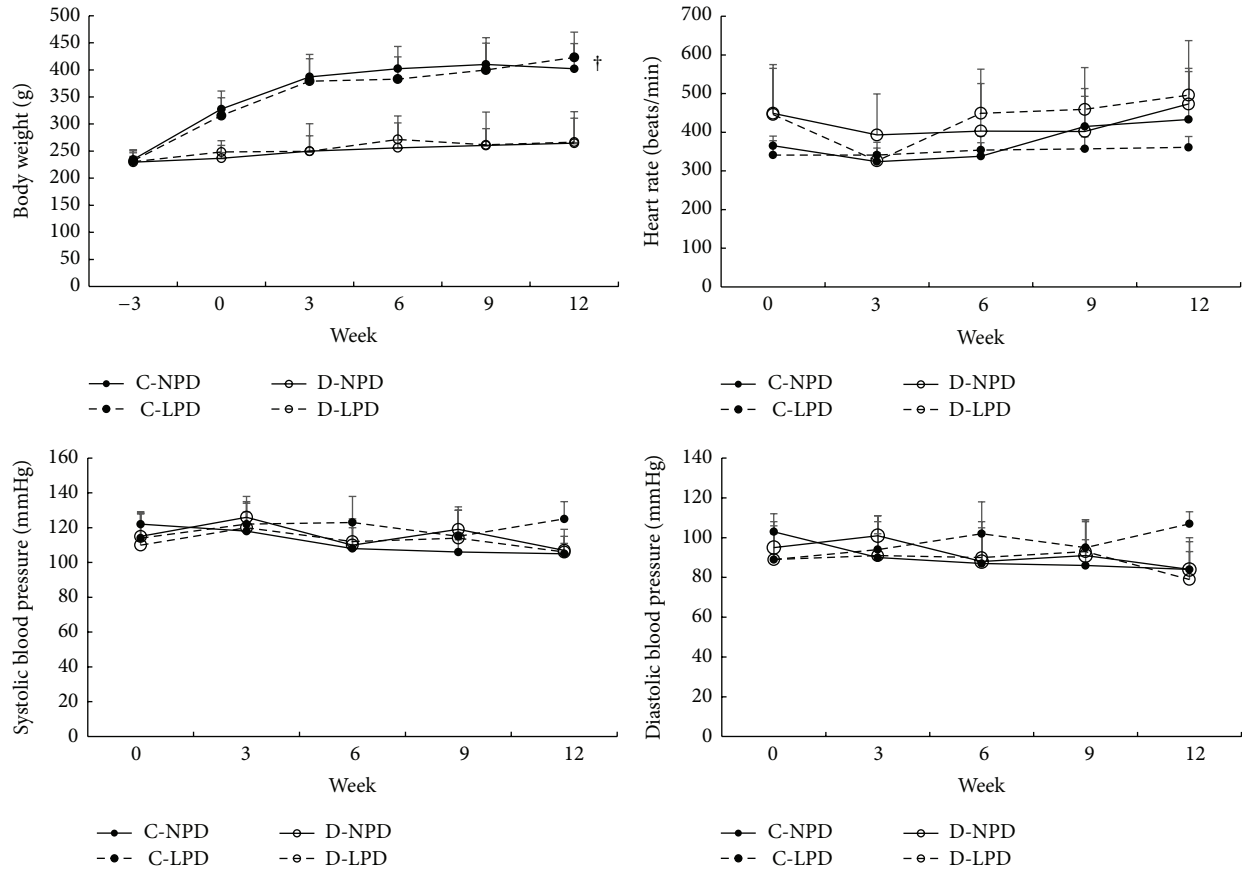 Body weight (g)
500
450
400
350
300
250
200
150
100
50
0
†
−3 0 3 6 9 12
Week
C-NPD D-NPD
C-LPD D-LPD
Heart rate (beats/min)
700
600
500
400
300
200
100
0
0 3 6 9 12
Week
C-NPD D-NPD
C-LPD D-LPD
Systolic blood pressure (mmHg)
160
140
120
100
80
60
40
20
0
0 3 6 9 12
Week
C-NPD D-NPD
C-LPD D-LPD
Diastolic blood pressure (mmHg)
140
120
100
80
60
40
20
0
0 3 6 9 12
Week
C-NPD D-NPD
C-LPD D-LPD